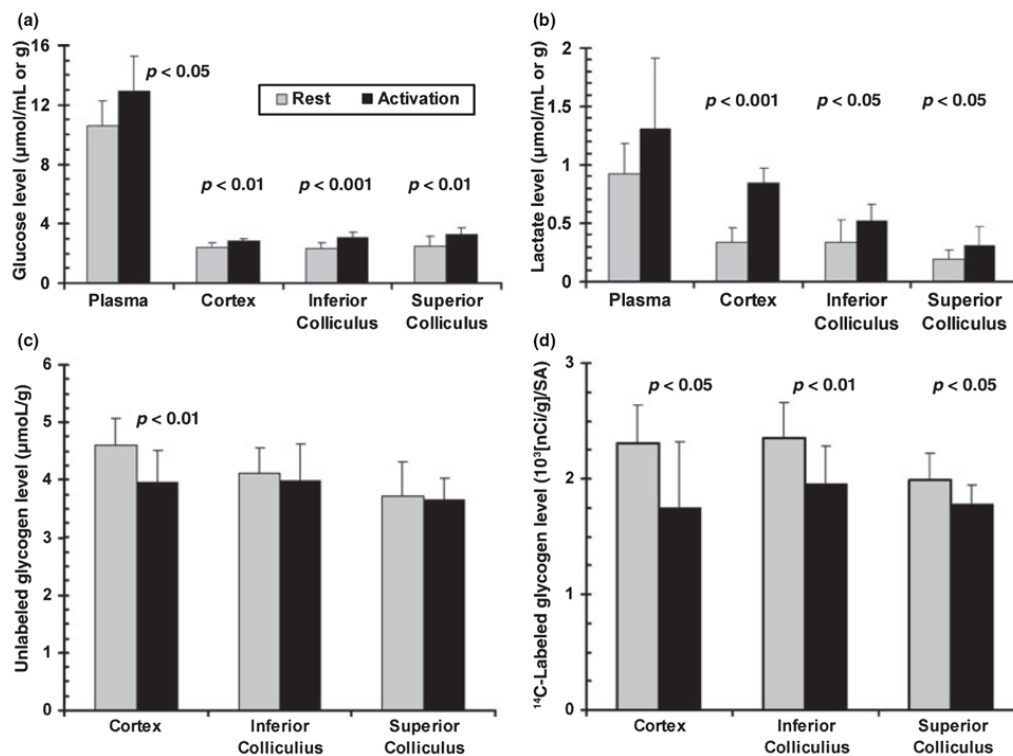 (a)
Glucose level (μmol/mL or g)
16
12
8
4
0
p < 0.05
Rest
Activation
p < 0.01
p < 0.001
p < 0.01
Plasma
Cortex
Inferior
Colliculus
Superior
Colliculus
(b)
Lactate level (μmol/mL or g)
2
1.5
1
0.5
0
p < 0.001
p < 0.05
p < 0.05
Plasma
Cortex
Inferior
Colliculus
Superior
Colliculus
(c)
Unlabeled glycogen level (μmoL/g)
6
5
4
3
2
1
0
p < 0.01
Cortex
Inferior
Colliculius
Superior
Colliculus
(d)
¹⁴C-Labeled glycogen level (10³[nCi/g]/SA)
3
2
1
0
p < 0.05
p < 0.01
p < 0.05
Cortex
Inferior
Colliculus
Superior
Colliculus